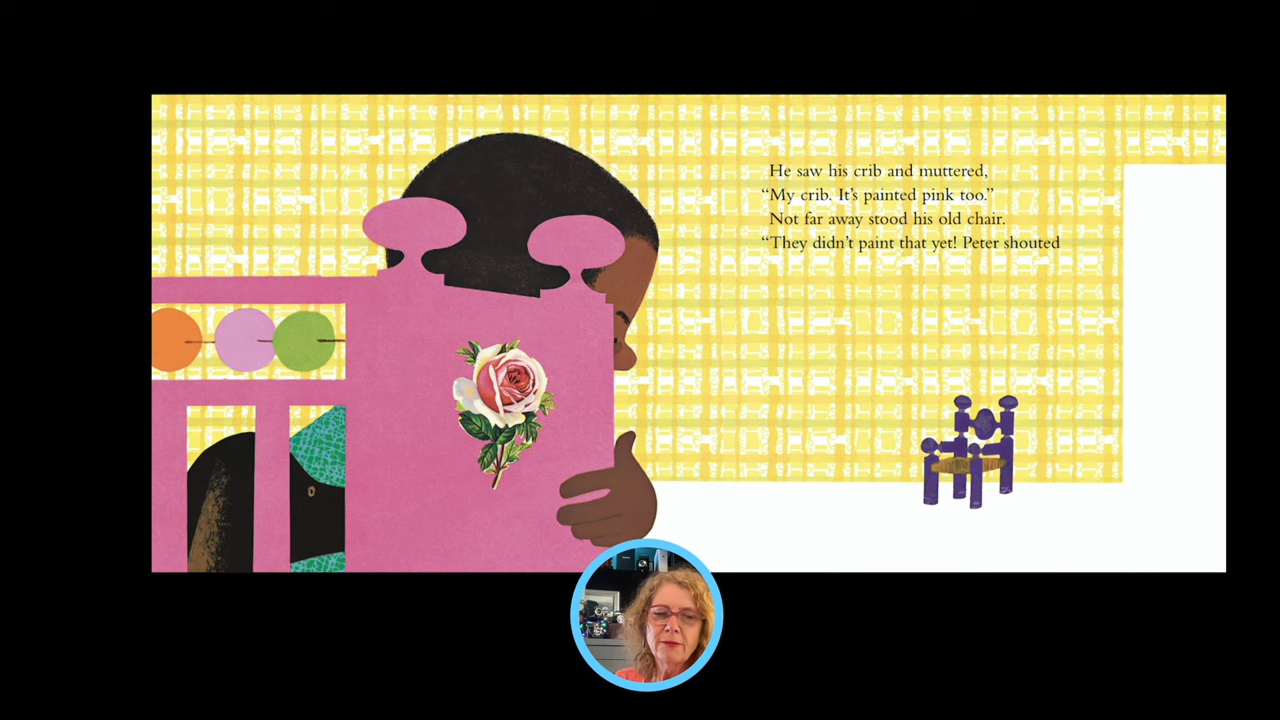 He saw his crib and muttered,
“My crib. It’s painted pink too.”
Not far away stood his old chair.
“They didn’t paint that yet! Peter shouted